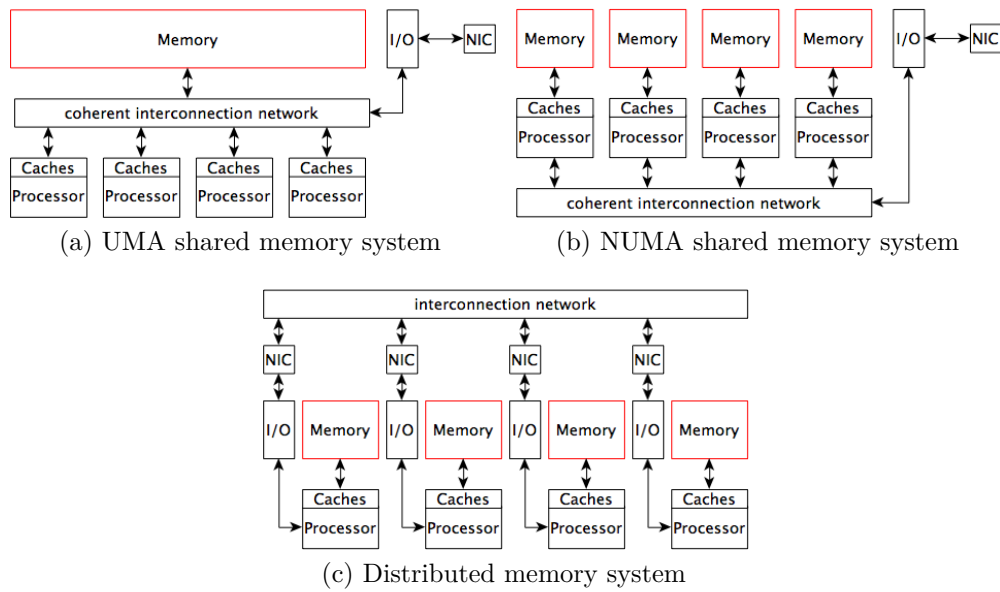 Memory
I/O
NIC
coherent interconnection network
Caches Caches Caches Caches
Processor Processor Processor Processor
(a) UMA shared memory system
Memory Memory Memory Memory
I/O
NIC
Caches Caches Caches Caches
Processor Processor Processor Processor
coherent interconnection network
(b) NUMA shared memory system
interconnection network
NIC NIC NIC NIC
I/O Memory I/O Memory I/O Memory I/O Memory
Caches Caches Caches Caches
Processor Processor Processor Processor
(c) Distributed memory system